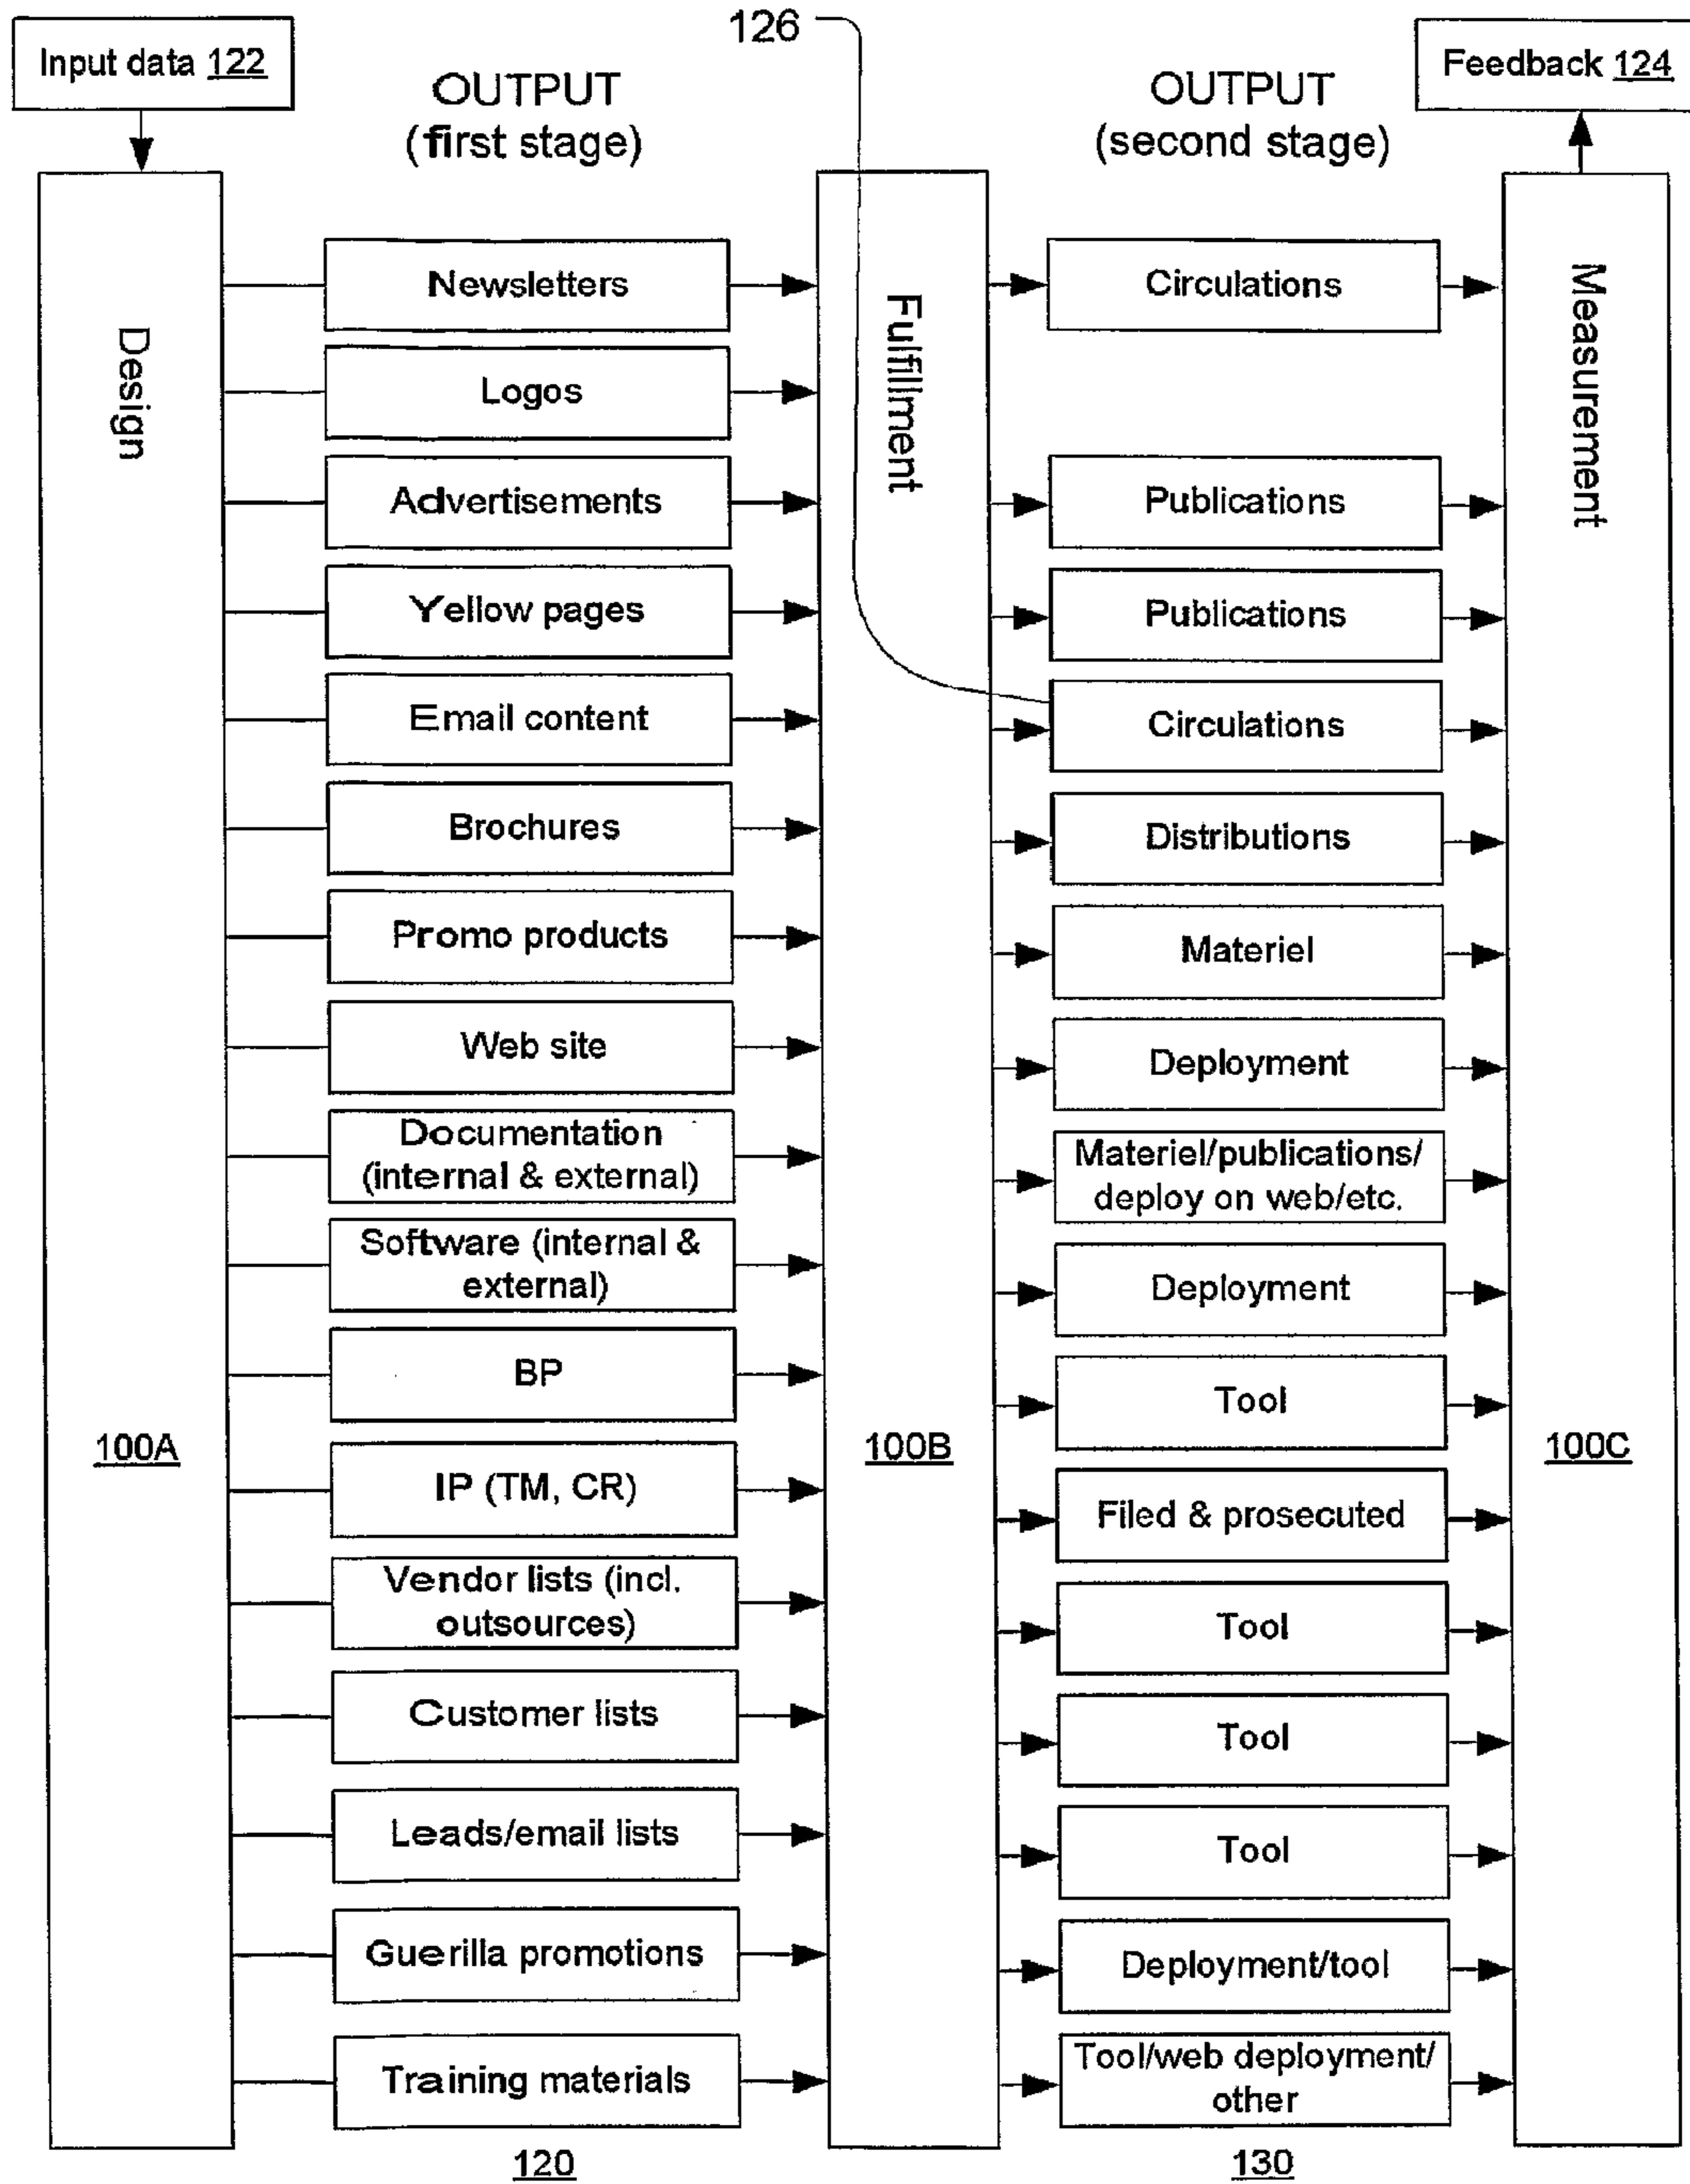 126
Input data 122
OUTPUT
(first stage)
OUTPUT
(second stage)
Feedback 124
Design
100A
Newsletters
Logos
Advertisements
Yellow pages
Email content
Brochures
Promo products
Web site
Documentation
(internal & external)
Software (internal &
external)
BP
IP (TM, CR)
Vendor lists (incl.
outsources)
Customer lists
Leads/email lists
Guerilla promotions
Training materials
120
Fulfillment
100B
Circulations
Publications
Publications
Circulations
Distributions
Materiel
Deployment
Materiel/publications/
deploy on web/etc.
Deployment
Tool
Filed & prosecuted
Tool
Tool
Tool
Deployment/tool
Tool/web deployment/
other
130
Measurement
100C